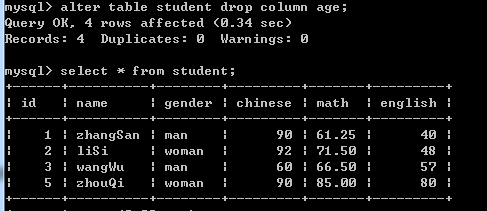 mysql> alter table student drop column age;
Query OK, 4 rows affected (0.34 sec)
Records: 4  Duplicates: 0  Warnings: 0
mysql> select * from student;
+----+----------+--------+---------+-------+---------+
| id | name     | gender | chinese | math  | english |
+----+----------+--------+---------+-------+---------+
|  1 | zhangSan | man    |      90 | 61.25 |      40 |
|  2 | liSi     | woman  |      92 | 71.50 |      48 |
|  3 | wangWu   | man    |      60 | 66.50 |      57 |
|  5 | zhouQi   | woman  |      90 | 85.00 |      80 |
+----+----------+--------+---------+-------+---------+